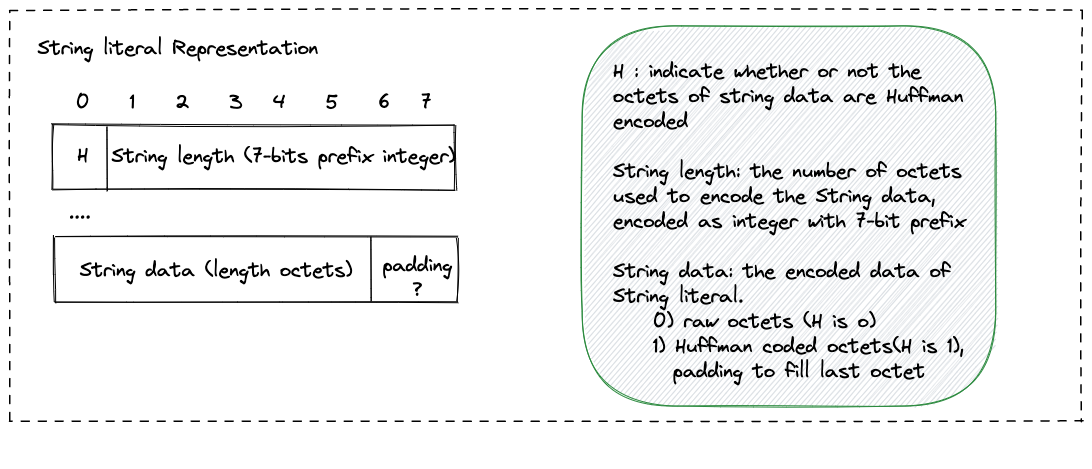 String literal Representation
0 1 2 3 4 5 6 7
H String length (7-bits prefix integer)
....
String data (length octets) padding
?
H : indicate whether or not the
octets of string data are Huffman
encoded
String length: the number of octets
used to encode the String data,
encoded as integer with 7-bit prefix
String data: the encoded data of
String literal.
0) raw octets (H is 0)
1) Huffman coded octets(H is 1),
padding to fill last octet